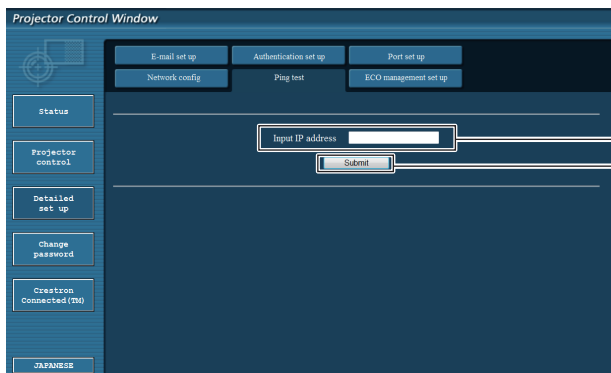 Projector Control Window
E-mail set up
Authentication set up
Port set up
Network config
Ping test
ECO management set up
Status
Projector
control
Detailed
set up
Change
password
Crestron
Connected(TM)
JAPANESE
Input IP address
Submit